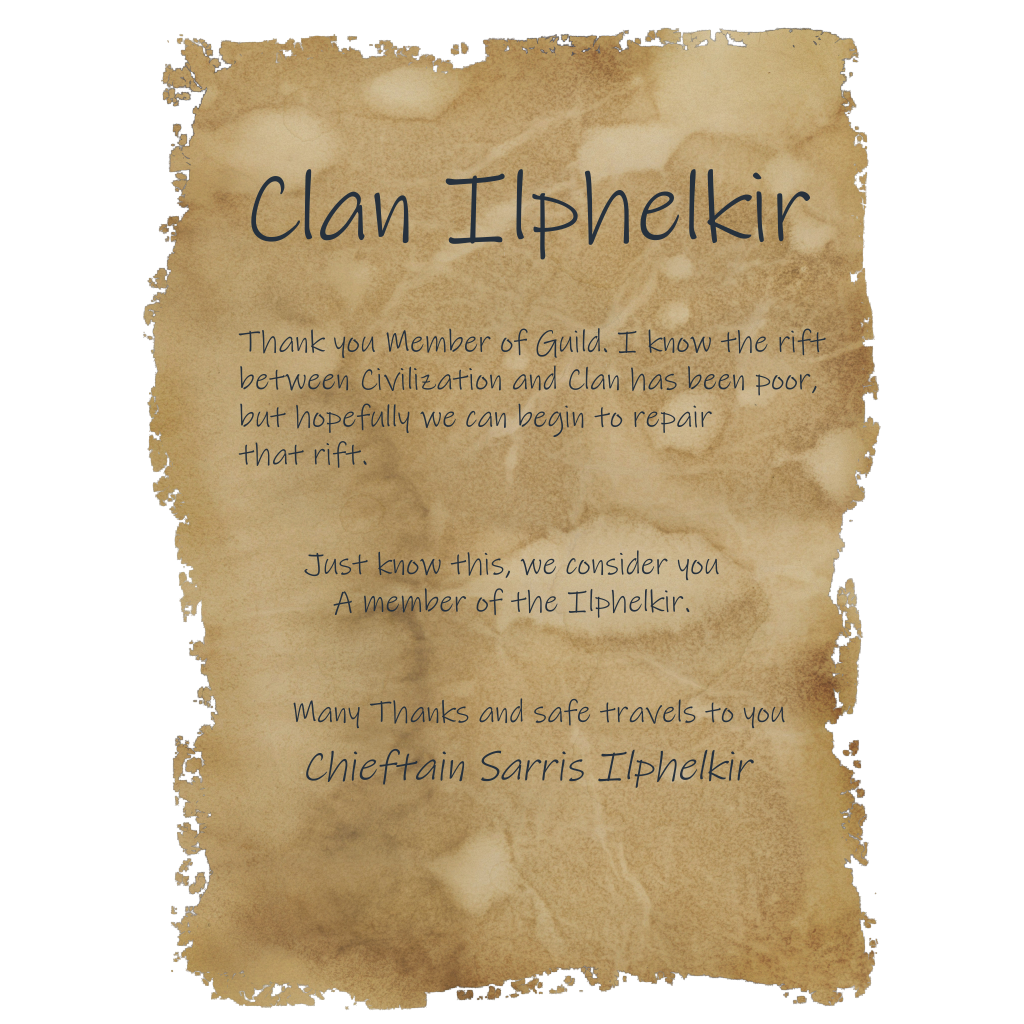 Clan Ilphelkir
Thank you Member of Guild. I know the rift
between Civilization and Clan has been poor,
but hopefully we can begin to repair
that rift.
Just know this, we consider you
A member of the Ilphelkir.
Many Thanks and safe travels to you
Chieftain Sarris Ilphelkir